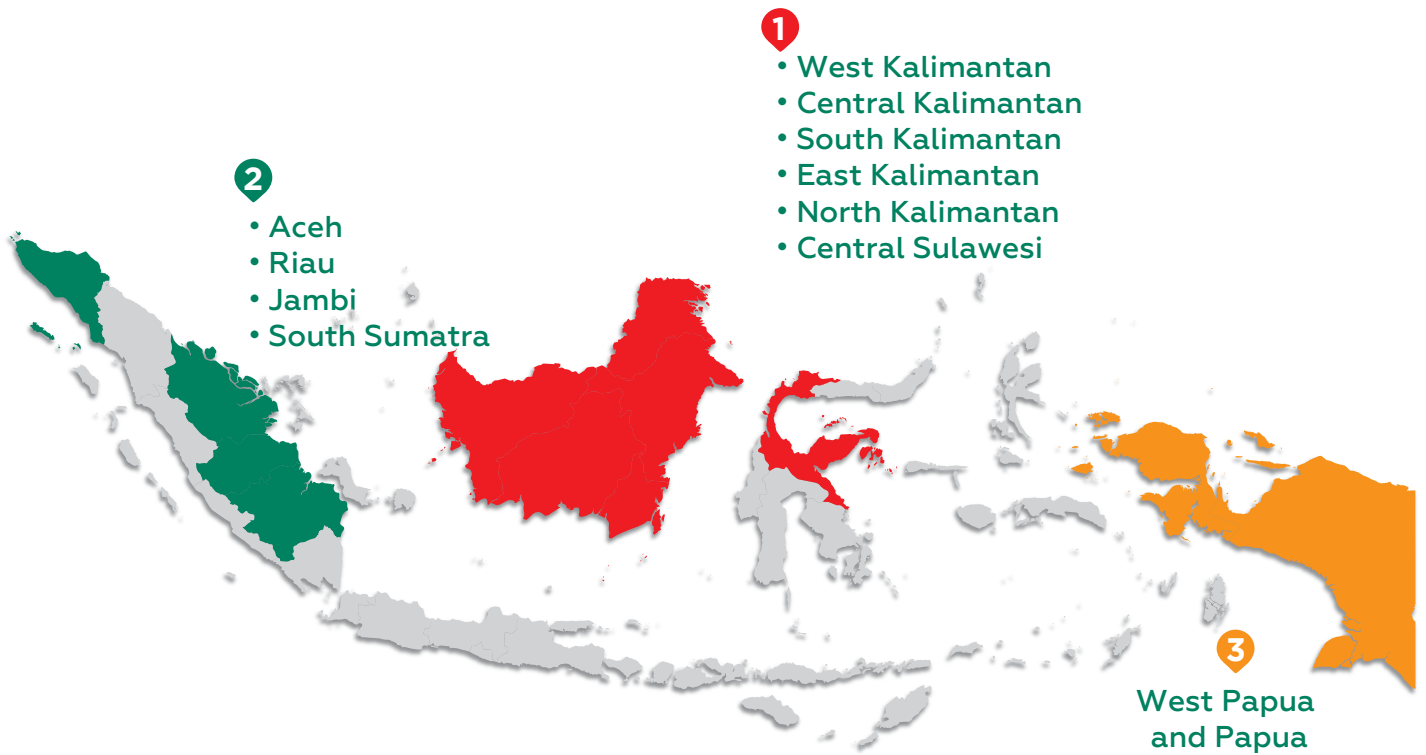 1
• West Kalimantan
• Central Kalimantan
• South Kalimantan
• East Kalimantan
• North Kalimantan
• Central Sulawesi
2
• Aceh
• Riau
• Jambi
• South Sumatra
3
West Papua
and Papua